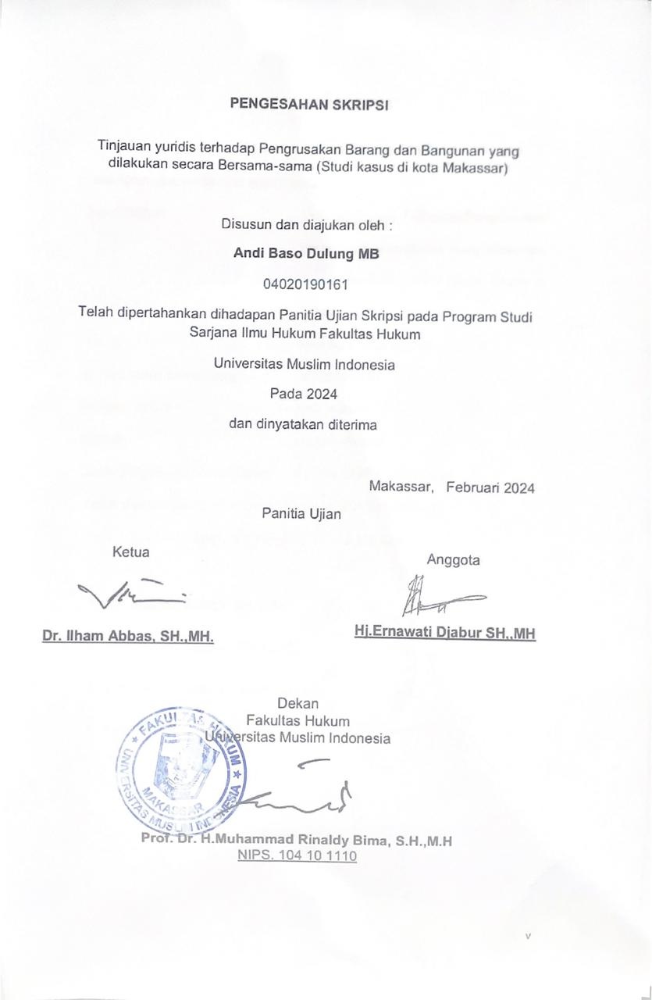 PENGESAHAN SKRIPSI
Tinjauan yuridis terhadap Pengrusakan Barang dan Bangunan yang
dilakukan secara Bersama-sama (Studi kasus di kota Makassar)
Disusun dan diajukan oleh :
Andi Baso Dulung MB
04020190161
Telah dipertahankan dihadapan Panitia Ujian Skripsi pada Program Studi
Sarjana Ilmu Hukum Fakultas Hukum
Universitas Muslim Indonesia
Pada 2024
dan dinyatakan diterima
Makassar, Februari 2024
Panitia Ujian
Ketua
Anggota
Dr. Ilham Abbas, SH.,MH.
Hj.Ernawati Djabur SH.,MH
Dekan
Fakultas Hukum
Universitas Muslim Indonesia
FAKULTAS HUKUM
UNIVERSITAS MUSLIM INDONESIA
MAKASSAR
Prof. Dr. H.Muhammad Rinaldy Bima, S.H.,M.H
NIPS. 104 10 1110
v